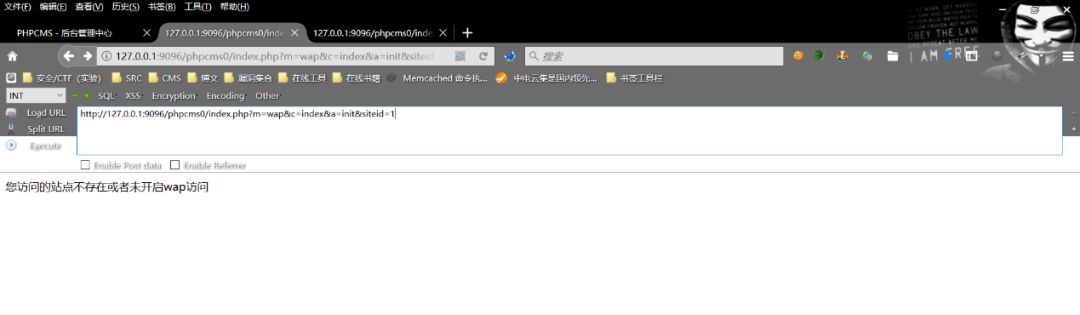 文件(F) 编辑(E) 查看(V) 历史(S) 书签(B) 工具(T) 帮助(H)
PHPCMS - 后台管理中心 127.0.0.1:9096/phpcms0/index 127.0.0.1:9096/phpcms0/index
127.0.0.1:9096/phpcms0/index.php?m=wap&c=index&a=init&siteid 搜索
安全/CTF (实验) SRC CMS 博文 漏洞集合 在线工具 在线书籍 Memcached 命令执... 中电云集是国内领先... 书签工具栏
INT SQL XSS Encryption Encoding Other
Load URL http://127.0.0.1:9096/phpcms0/index.php?m=wap&c=index&a=init&siteid=1
Split URL
Execute
Enable Post data Enable Referrer
您访问的站点不存在或者未开启wap访问
OBEY THE LAW
I AM FREE